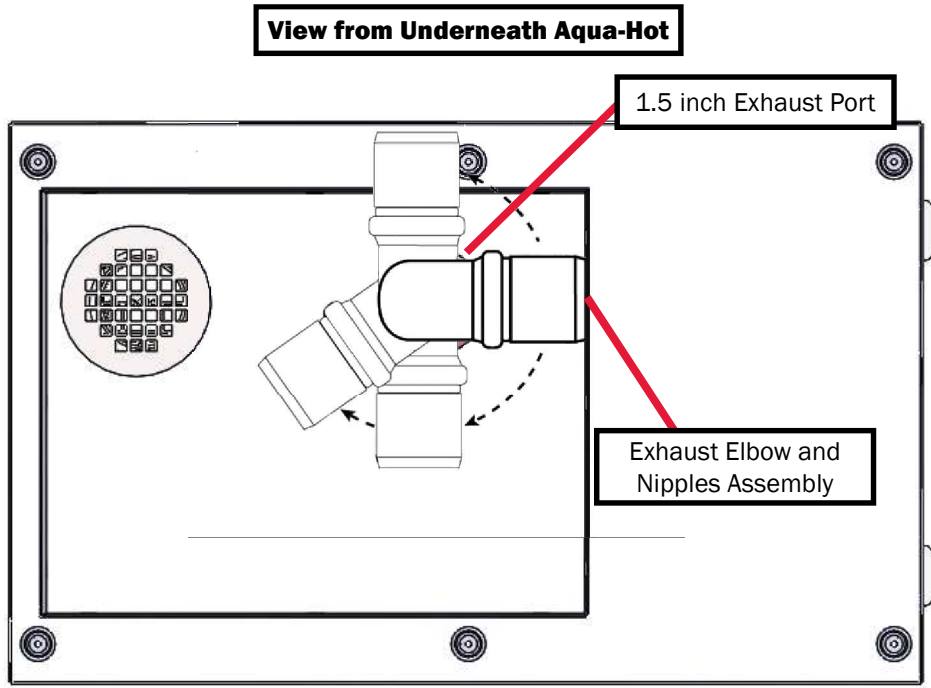 View from Underneath Aqua-Hot
1.5 inch Exhaust Port
Exhaust Elbow and
Nipples Assembly